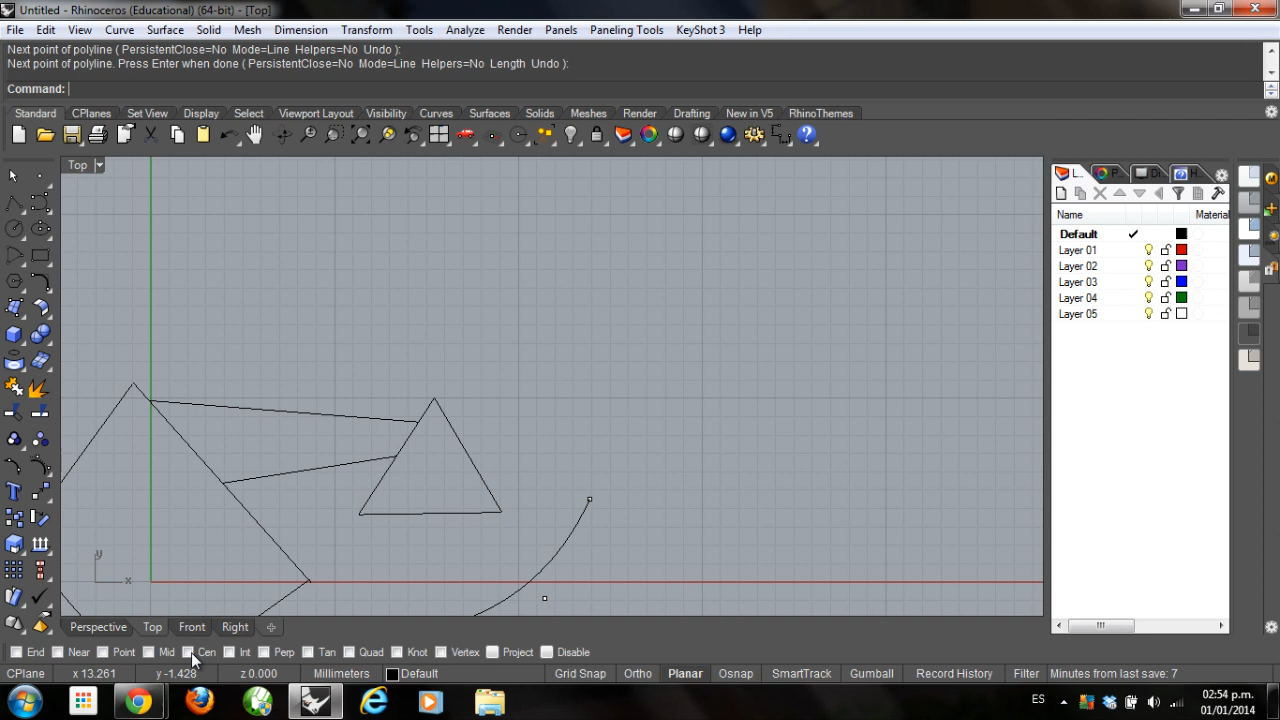 Untitled - Rhinoceros (Educational) (64-bit) - [Top]
File Edit View Curve Surface Solid Mesh Dimension Transform Tools Analyze Render Panels Paneling Tools KeyShot 3 Help
Next point of polyline ( PersistentClose=No Mode=Line Helpers=No Undo ):
Next point of polyline. Press Enter when done ( PersistentClose=No Mode=Line Helpers=No Length Undo ):
Command:
Standard CPlanes Set View Display Select Viewport Layout Visibility Curves Surfaces Solids Meshes Render Drafting New in V5 RhinoThemes
Top
L... P... Di H...
Name Material
Default
Layer 01
Layer 02
Layer 03
Layer 04
Layer 05
y
x
Perspective Top Front Right
End Near Point Mid Cen Int Perp Tan Quad Knot Vertex Project Disable
CPlane x 13.261 y -1.428 z 0.000 Millimeters Default Grid Snap Ortho Planar Osnap SmartTrack Gumball Record History Filter Minutes from last save: 7
ES
02:54 p.m.
01/01/2014